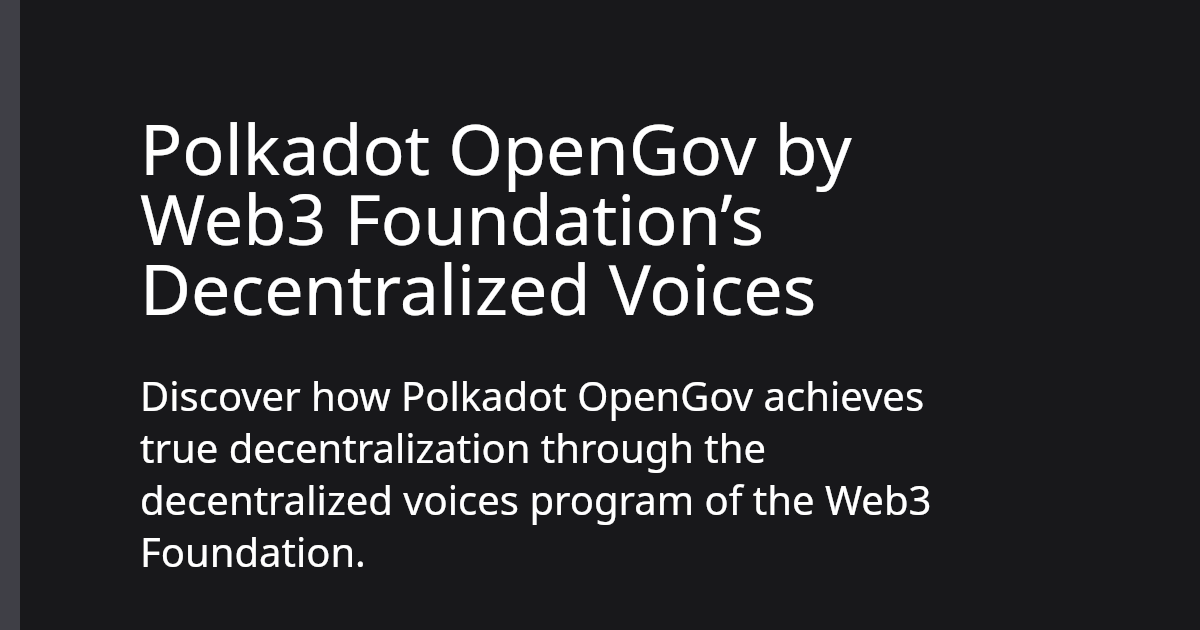 Polkadot OpenGov by
Web3 Foundation’s
Decentralized Voices
Discover how Polkadot OpenGov achieves
true decentralization through the
decentralized voices program of the Web3
Foundation.